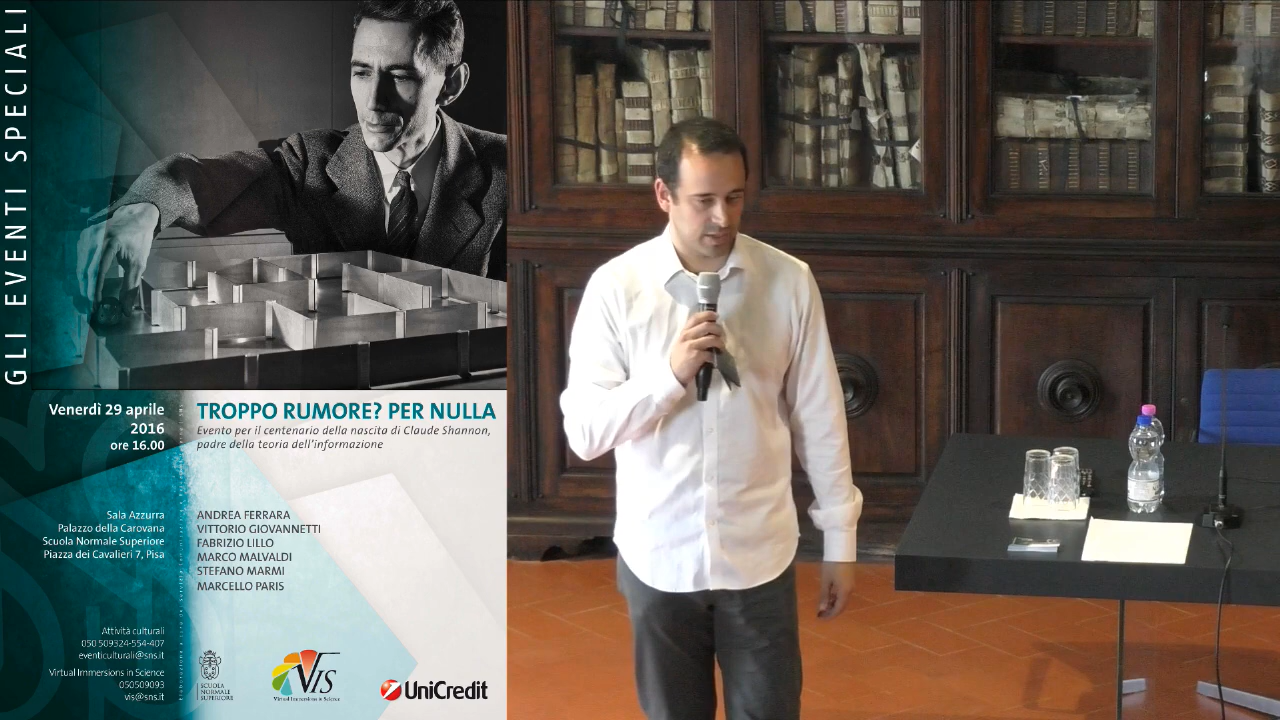 GLI EVENTI SPECIALI
Venerdì 29 aprile
2016
ore 16.00
TROPPO RUMORE? PER NULLA
Evento per il centenario della nascita di Claude Shannon,
padre della teoria dell'informazione
Sala Azzurra
Palazzo della Carovana
Scuola Normale Superiore
Piazza dei Cavalieri 7, Pisa
ANDREA FERRARA
VITTORIO GIOVANNETTI
FABRIZIO LILLO
MARCO MALVALDI
STEFANO MARMI
MARCELLO PARIS
Attività culturali
050 509324-554-407
eventiculturali@sns.it
Virtual Immersions in Science
050509093
vis@sns.it
SCUOLA
NORMALE
SUPERIORE
VIS
Virtual Immersions in Science
UniCredit